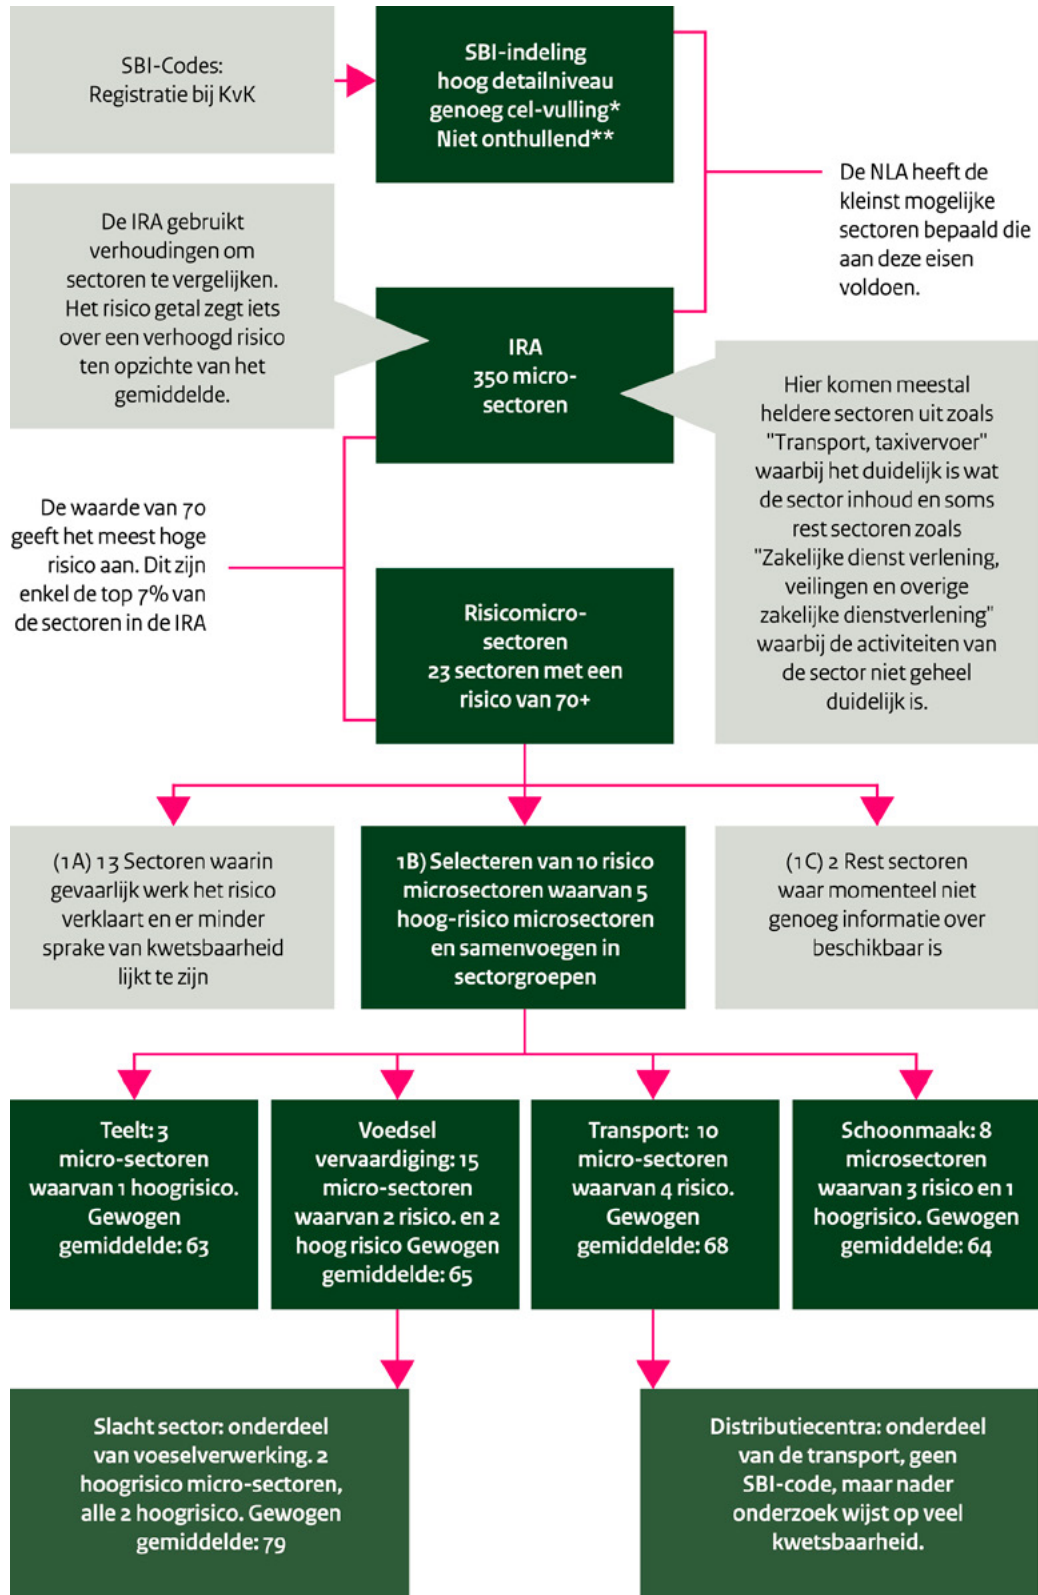 SBI-Codes:
Registratie bij KvK
SBI-indeling
hoog detailniveau
genoeg cel-vulling*
Niet onthullend**
De NLA heeft de
kleinst mogelijke
sectoren bepaald die
aan deze eisen
voldoen.
De IRA gebruikt
verhoudingen om
sectoren te vergelijken.
Het risico getal zegt iets
over een verhoogd risico
ten opzichte van het
gemiddelde.
IRA
350 micro-
sectoren
Hier komen meestal
heldere sectoren uit zoals
"Transport, taxivervoer"
waarbij het duidelijk is wat
de sector inhoud en soms
rest sectoren zoals
"Zakelijke dienst verlening,
veilingen en overige
zakelijke dienstverlening"
waarbij de activiteiten van
de sector niet geheel
duidelijk is.
De waarde van 70
geeft het meest hoge
risico aan. Dit zijn
enkel de top 7% van
de sectoren in de IRA
Risicomicro-
sectoren
23 sectoren met een
risico van 70+
(1A) 13 Sectoren waarin
gevaarlijk werk het risico
verklaart en er minder
sprake van kwetsbaarheid
lijkt te zijn
1B) Selecteren van 10 risico
microsectoren waarvan 5
hoog-risico microsectoren
en samenvoegen in
sectorgroepen
(1C) 2 Rest sectoren
waar momenteel niet
genoeg informatie over
beschikbaar is
Teelt: 3
micro-sectoren
waarvan 1 hoogrisico.
Gewogen
gemiddelde: 63
Voedsel
vervaardiging: 15
micro-sectoren
waarvan 2 risico. en 2
hoog risico Gewogen
gemiddelde: 65
Transport: 10
micro-sectoren
waarvan 4 risico.
Gewogen
gemiddelde: 68
Schoonmaak: 8
microsectoren
waarvan 3 risico en 1
hoogrisico. Gewogen
gemiddelde: 64
Slacht sector: onderdeel
van voeselverwerking. 2
hoogrisico micro-sectoren,
alle 2 hoogrisico. Gewogen
gemiddelde: 79
Distributiecentra: onderdeel
van de transport, geen
SBI-code, maar nader
onderzoek wijst op veel
kwetsbaarheid.